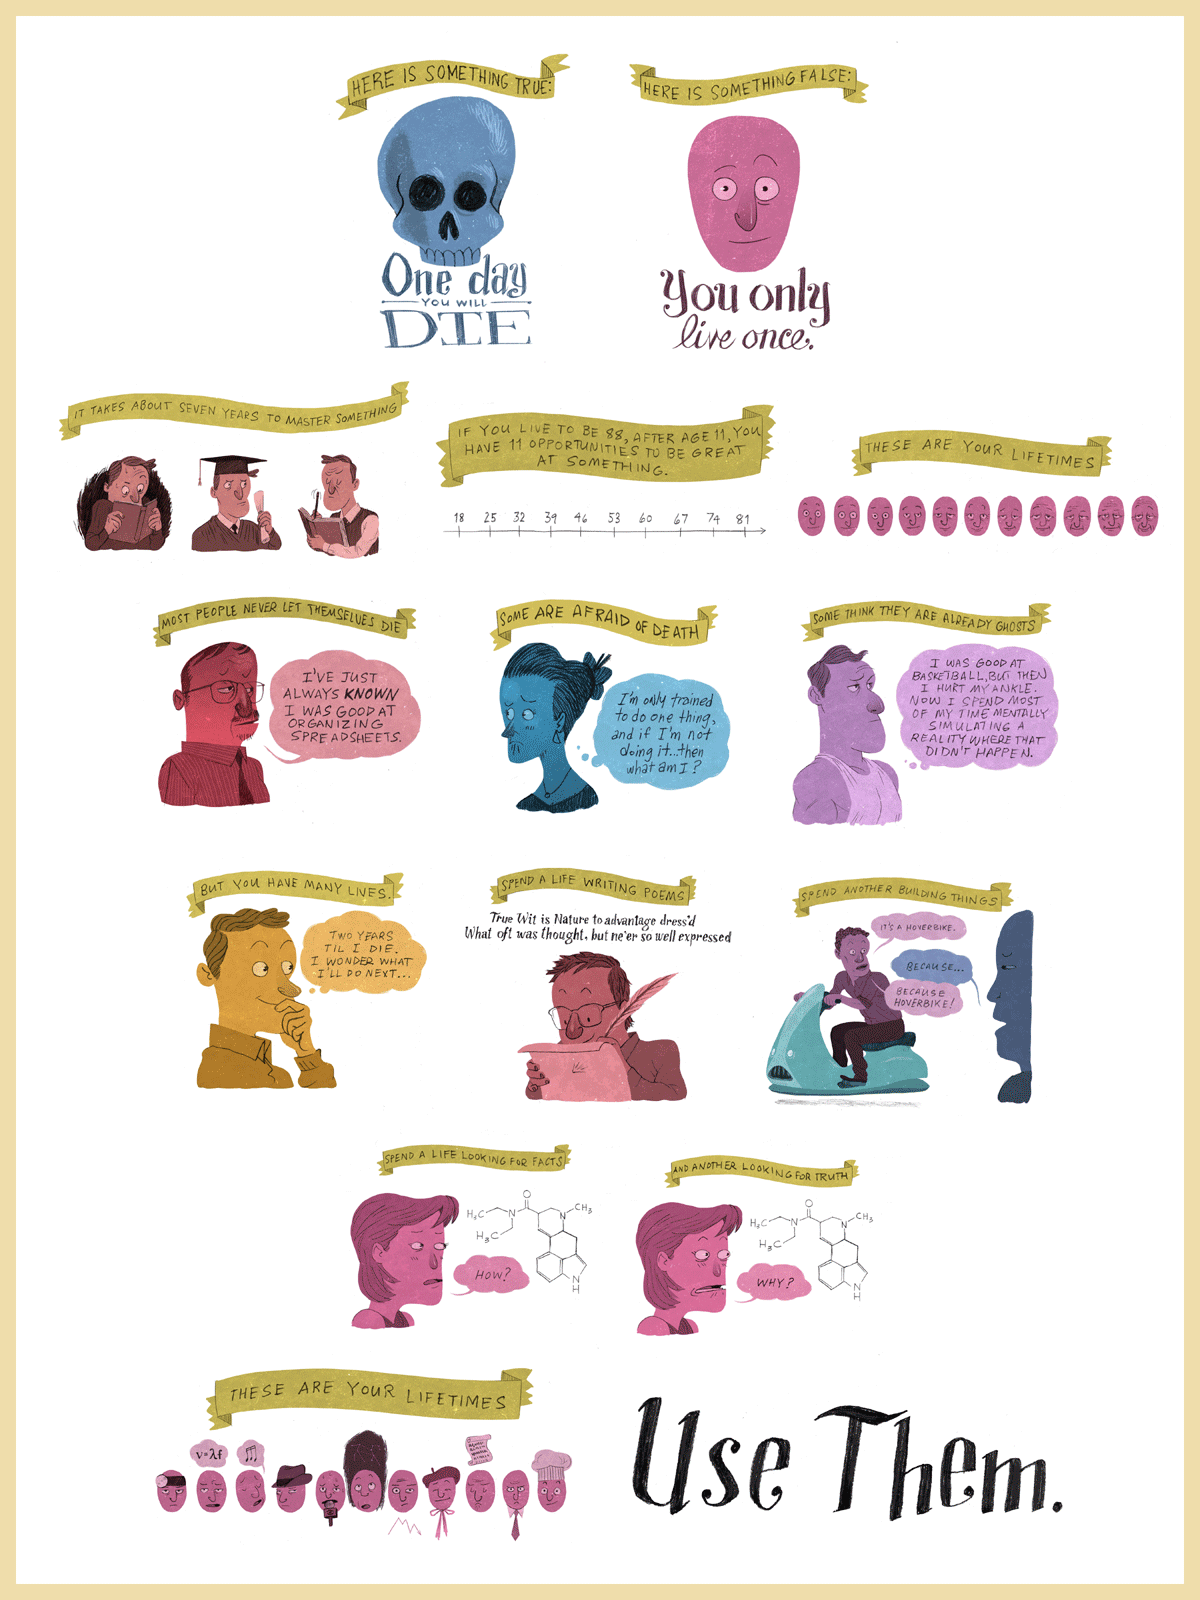 HERE IS SOMETHING TRUE:
One day
YOU WILL
DIE
HERE IS SOMETHING FALSE:
You only
live once.
IT TAKES ABOUT SEVEN YEARS TO MASTER SOMETHING
IF YOU LIVE TO BE 88, AFTER AGE 11, YOU
HAVE 11 OPPORTUNITIES TO BE GREAT
AT SOMETHING.
18 25 32 39 46 53 60 67 74 81
THESE ARE YOUR LIFETIMES
MOST PEOPLE NEVER LET THEMSELVES DIE
I'VE JUST
ALWAYS KNOWN
I WAS GOOD AT
ORGANIZING
SPREADSHEETS.
SOME ARE AFRAID OF DEATH
I'm only trained
to do one thing,
and if I'm not
doing it...then
what am I?
SOME THINK THEY ARE ALREADY GHOSTS
I WAS GOOD AT
BASKETBALL, BUT THEN
I HURT MY ANKLE.
NOW I SPEND MOST
OF MY TIME MENTALLY
SIMULATING A
REALITY WHERE THAT
DIDN'T HAPPEN.
BUT YOU HAVE MANY LIVES.
TWO YEARS
TIL I DIE.
I WONDER WHAT
I'LL DO NEXT...
SPEND A LIFE WRITING POEMS
True Wit is Nature to advantage dress'd
What oft was thought, but ne'er so well expressed
SPEND ANOTHER BUILDING THINGS
IT'S A HOVERBIKE.
BECAUSE...
BECAUSE
HOVERBIKE!
SPEND A LIFE LOOKING FOR FACTS
O
H3C N N CH3
H3C
HOW?
N
H
AND ANOTHER LOOKING FOR TRUTH
O
H3C N N CH3
H3C
WHY?
N
H
THESE ARE YOUR LIFETIMES
v=λf
Use Them.